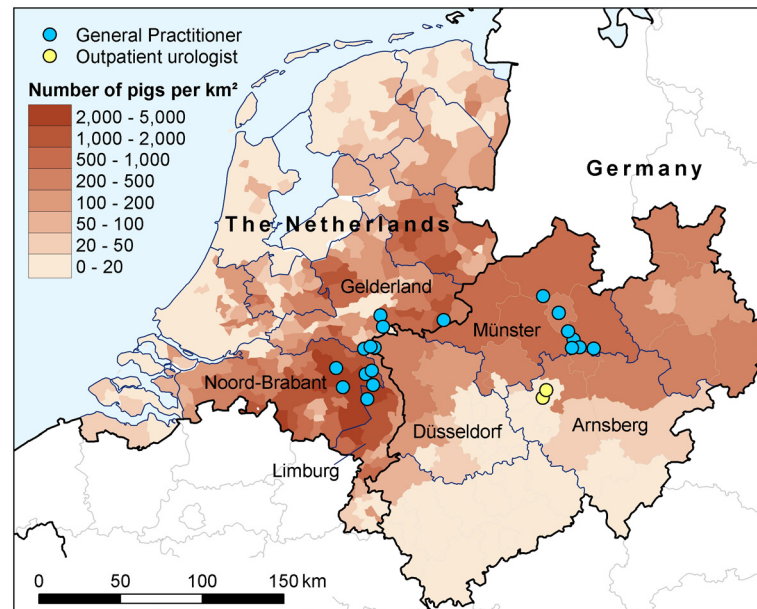 General Practitioner
Outpatient urologist
Number of pigs per km²
2,000 - 5,000
1,000 - 2,000
500 - 1,000
200 - 500
100 - 200
50 - 100
20 - 50
0 - 20
Germany
The Netherlands
Gelderland
Münster
Noord-Brabant
Düsseldorf
Arnsberg
Limburg
0 50 100 150 km